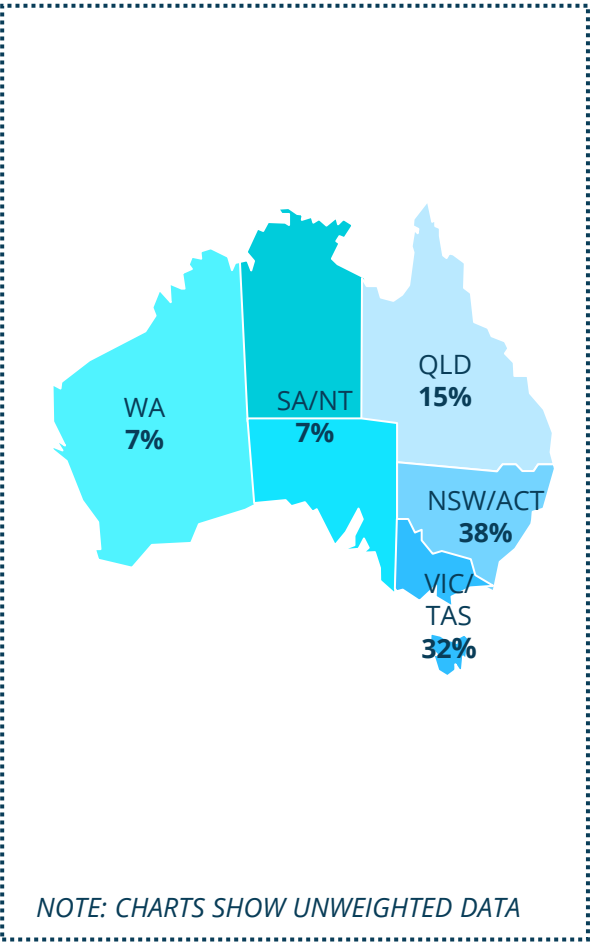 QLD
15%
SA/NT
7%
WA
7%
NSW/ACT
38%
VIC/
TAS
32%
NOTE: CHARTS SHOW UNWEIGHTED DATA